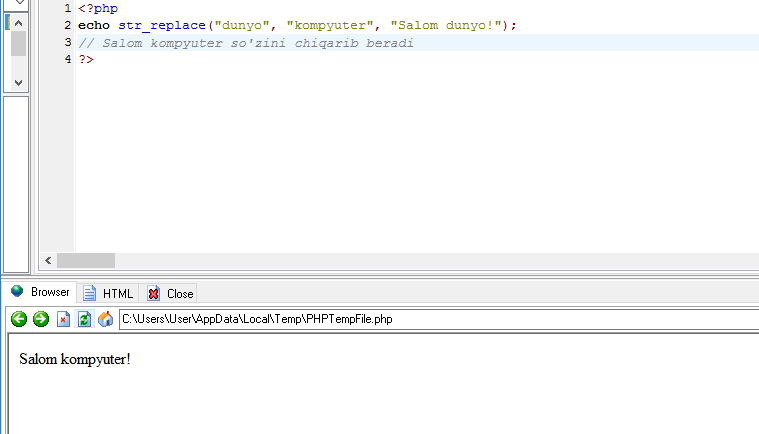 1 <?php
2 echo str_replace("dunyo", "kompyuter", "Salom dunyo!");
3 // Salom kompyuter so'zini chiqarib beradi
4 ?>
Browser HTML Close
C:\Users\User\AppData\Local\Temp\PHPTempFile.php
Salom kompyuter!